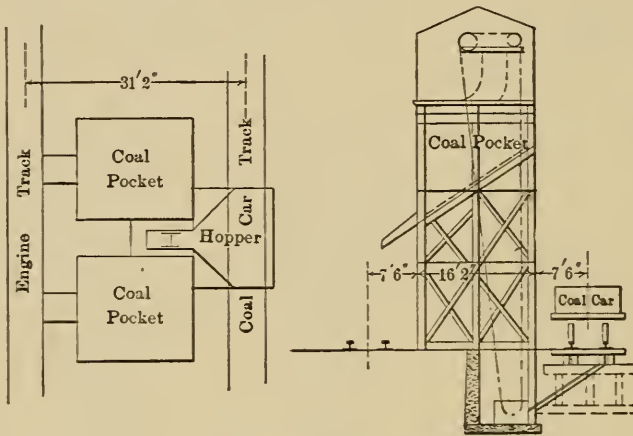 31'2"
Engine Track
Coal
Pocket
Hopper
Coal
Pocket
Coal Car Track
Coal Pocket
7'6"
16'2"
7'6"
Coal Car